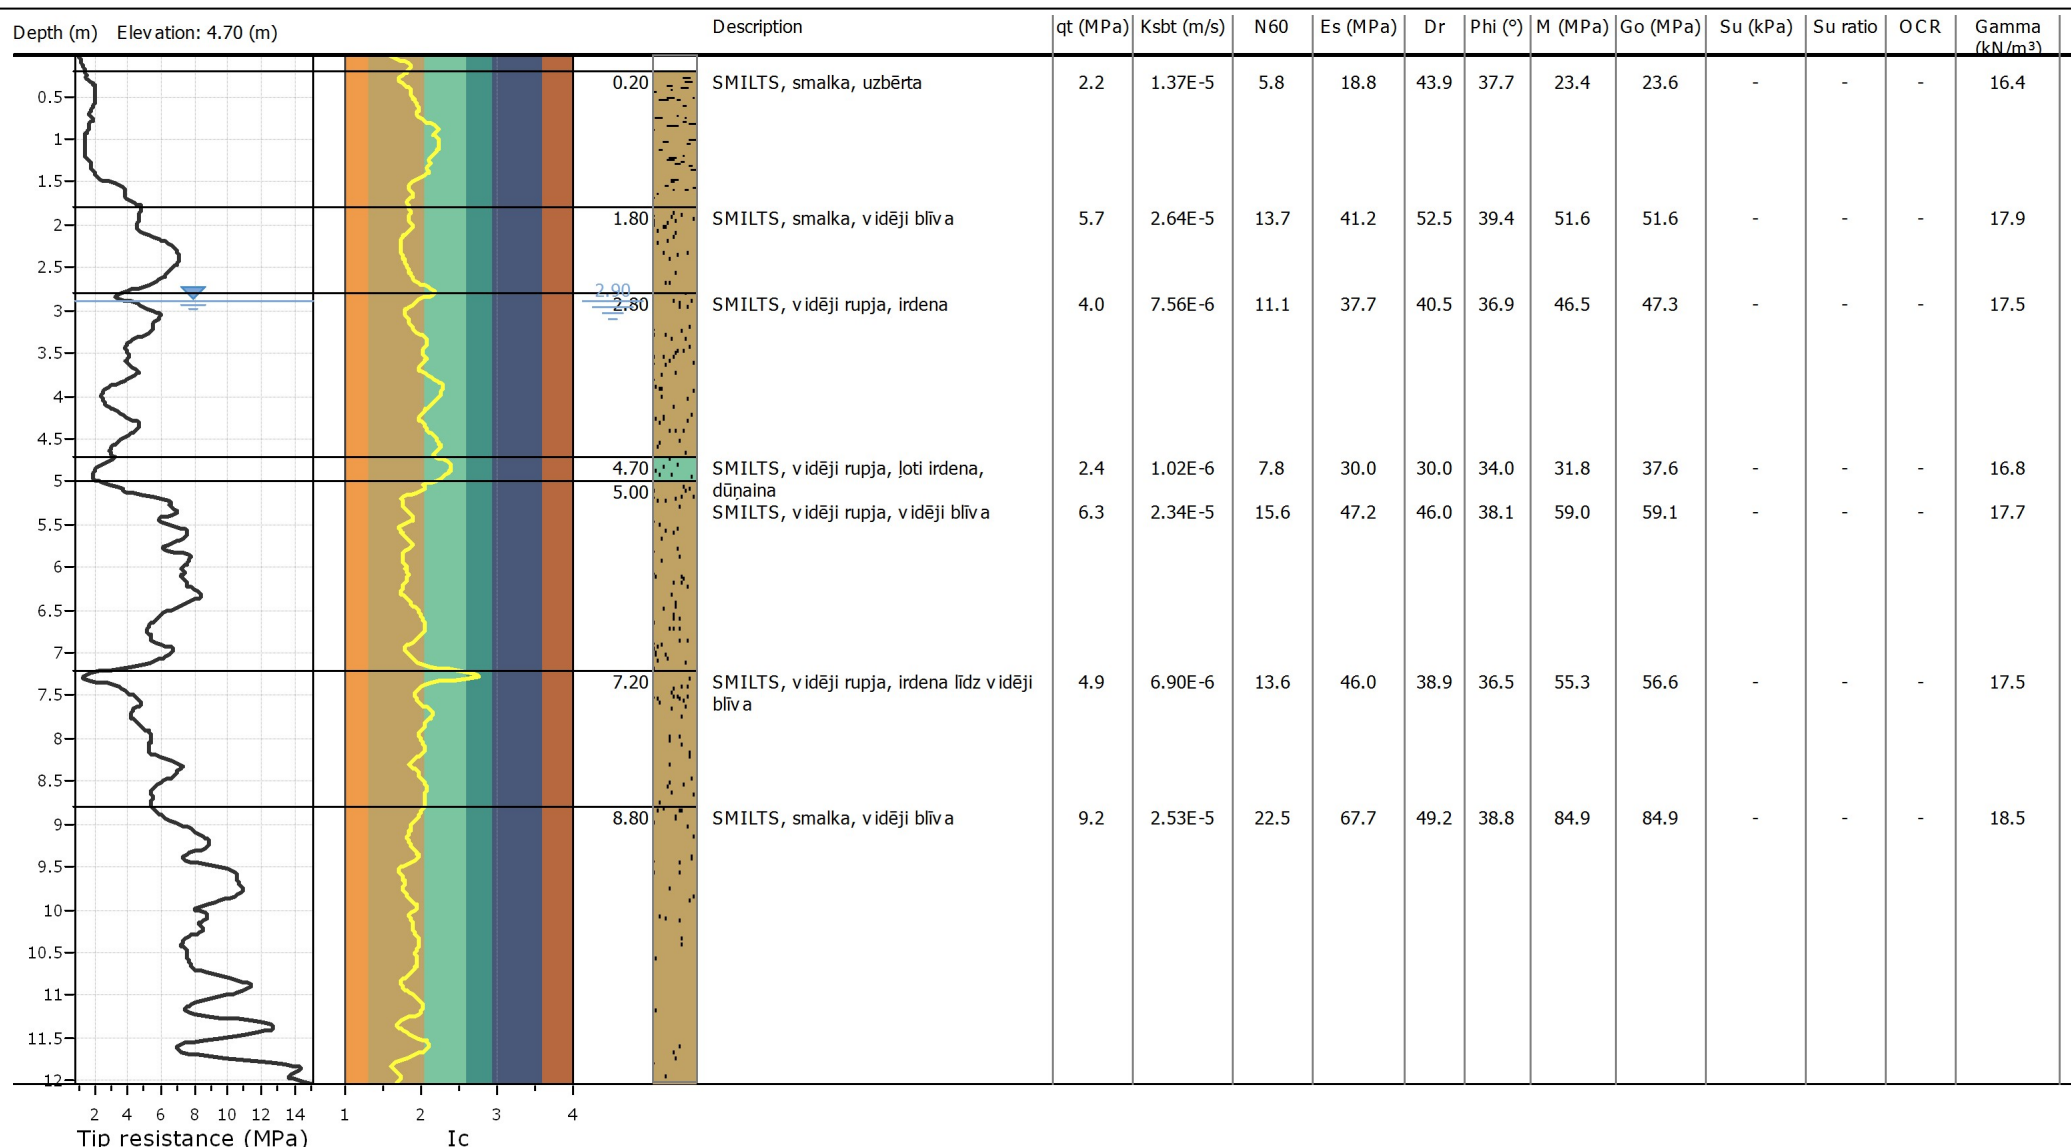 Depth (m) Elevation: 4.70 (m) Description qt (MPa) Ksbt (m/s) N60 Es (MPa) Dr Phi (°) M (MPa) Go (MPa) Su (kPa) Su ratio OCR Gamma
(kN/m³)
0.20 SMILTS, smalka, uzbērta 2.2 1.37E-5 5.8 18.8 43.9 37.7 23.4 23.6 - - - 16.4
0.5
1
1.5
1.80 SMILTS, smalka, vidēji blīva 5.7 2.64E-5 13.7 41.2 52.5 39.4 51.6 51.6 - - - 17.9
2
2.5
2.90
2.80 SMILTS, vidēji rupja, irdena 4.0 7.56E-6 11.1 37.7 40.5 36.9 46.5 47.3 - - - 17.5
3
3.5
4
4.5
4.70 SMILTS, vidēji rupja, ļoti irdena, 2.4 1.02E-6 7.8 30.0 30.0 34.0 31.8 37.6 - - - 16.8
5
5.00 dūņaina
SMILTS, vidēji rupja, vidēji blīva 6.3 2.34E-5 15.6 47.2 46.0 38.1 59.0 59.1 - - - 17.7
5.5
6
6.5
7
7.20 SMILTS, vidēji rupja, irdena līdz vidēji 4.9 6.90E-6 13.6 46.0 38.9 36.5 55.3 56.6 - - - 17.5
7.5
blīva
8
8.5
8.80 SMILTS, smalka, vidēji blīva 9.2 2.53E-5 22.5 67.7 49.2 38.8 84.9 84.9 - - - 18.5
9
9.5
10
10.5
11
11.5
12
2 4 6 8 10 12 14 1 2 3 4
Tip resistance (MPa) Ic